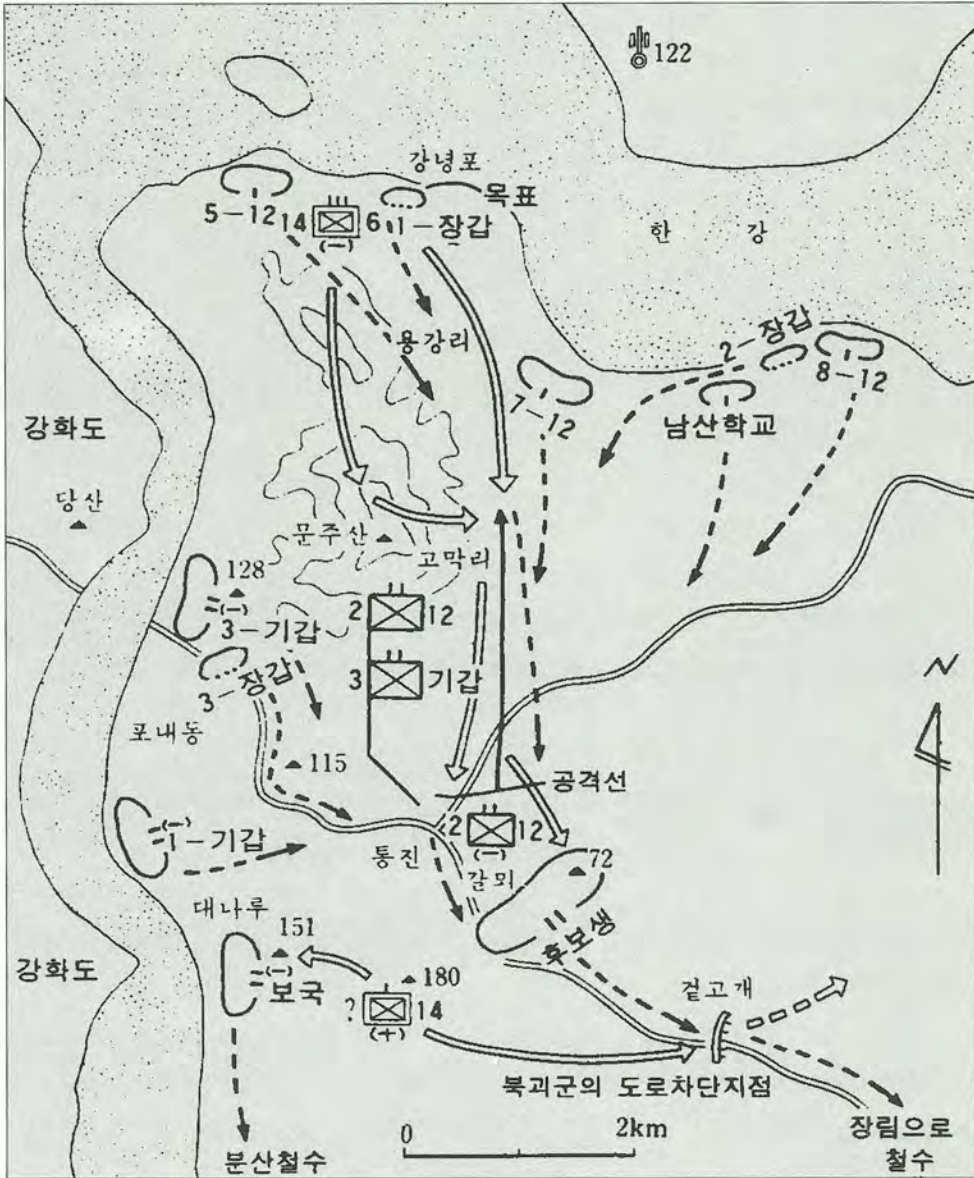 122
강녕포
목표
5-12
14
(-)
6
1-장갑
한 강
용강리
2-장갑
8-12
7-12
남산학교
강화도
당산
문주산
고막리
128
(-)
3-기갑
2
12
3
기갑
3-장갑
포내동
115
N
공격선
(-)
1-기갑
2
12
(-)
통진
갈뫼
72
대나루
151
(-)
보국
후보생
강화도
180
?
14
(+)
겉고개
북괴군의 도로차단지점
0
2km
분산철수
장림으로
철수